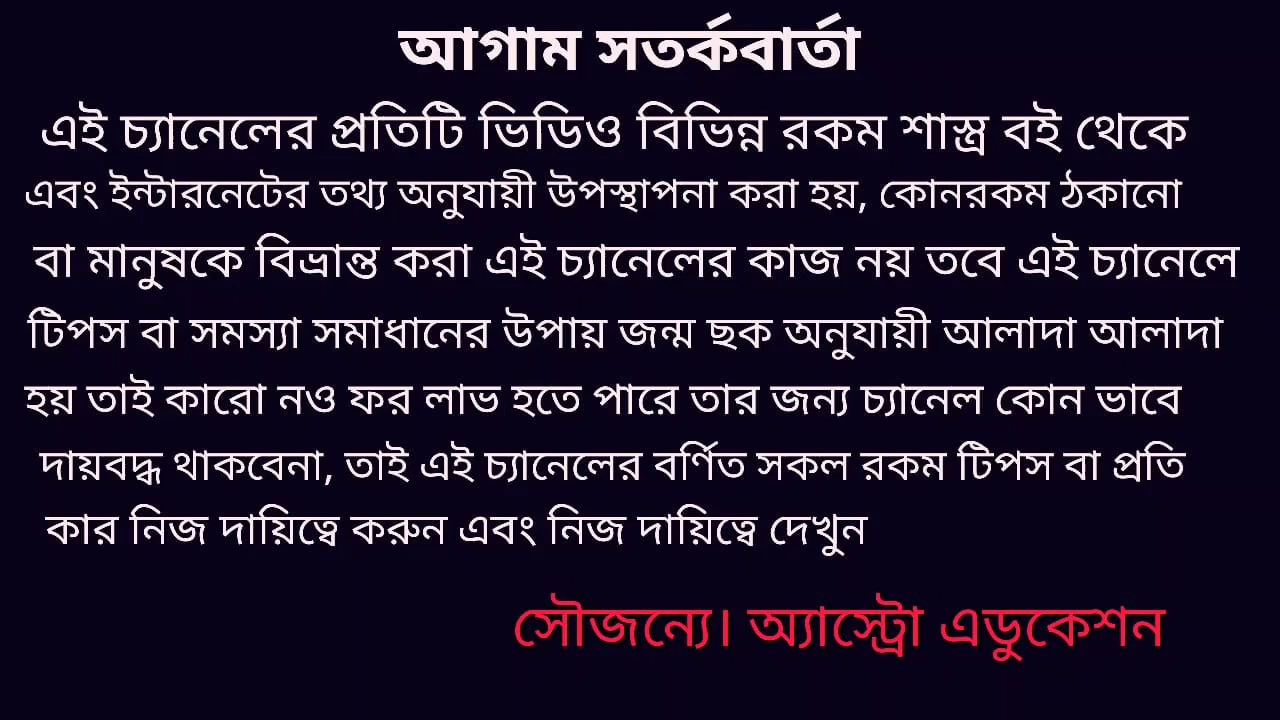 আগাম সতর্কবার্তা
এই চ্যানেলের প্রতিটি ভিডিও বিভিন্ন রকম শাস্ত্র বই থেকে
এবং ইন্টারনেটের তথ্য অনুযায়ী উপস্থাপনা করা হয়, কোনরকম ঠকানো
বা মানুষকে বিভ্রান্ত করা এই চ্যানেলের কাজ নয় তবে এই চ্যানেলে
টিপস বা সমস্যা সমাধানের উপায় জন্ম ছক অনুযায়ী আলাদা আলাদা
হয় তাই কারো নও ফর লাভ হতে পারে তার জন্য চ্যানেল কোন ভাবে
দায়বদ্ধ থাকবেনা, তাই এই চ্যানেলের বর্ণিত সকল রকম টিপস বা প্রতি
কার নিজ দায়িত্বে করুন এবং নিজ দায়িত্বে দেখুন
সৌজন্যে। অ্যাস্ট্রো এডুকেশন